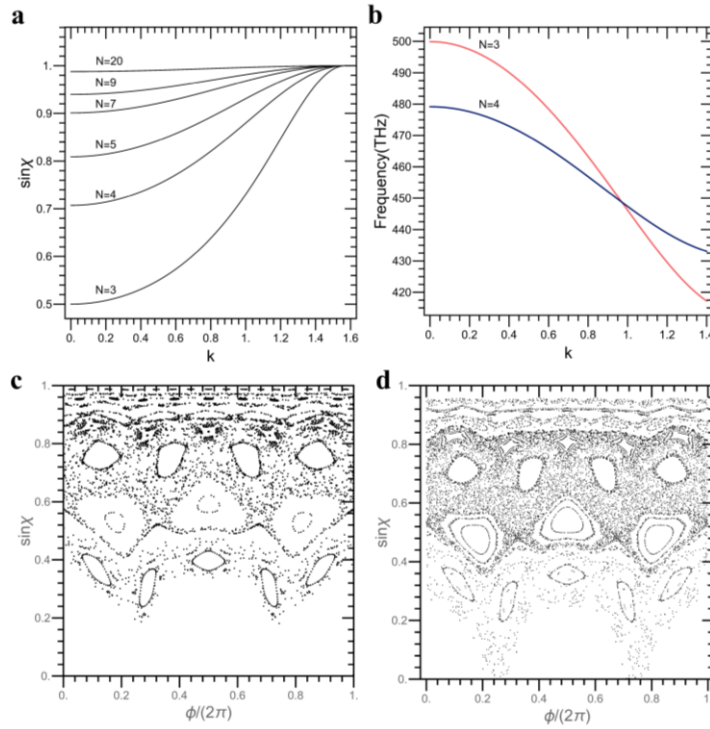 a
N=20
N=9
N=7
N=5
N=4
N=3
1.
0.9
0.8
0.7
0.6
0.5
sinχ
0. 0.2 0.4 0.6 0.8 1. 1.2 1.4 1.6
k
b
N=3
N=4
500
490
480
470
460
450
440
430
420
Frequency(THz)
0. 0.2 0.4 0.6 0.8 1. 1.2 1.4
k
c
1.
0.8
0.6
0.4
0.2
0.
sinχ
0. 0.2 0.4 0.6 0.8 1.
ϕ/(2π)
d
1.
0.8
0.6
0.4
0.2
0.
sinχ
0. 0.2 0.4 0.6 0.8 1.
ϕ/(2π)